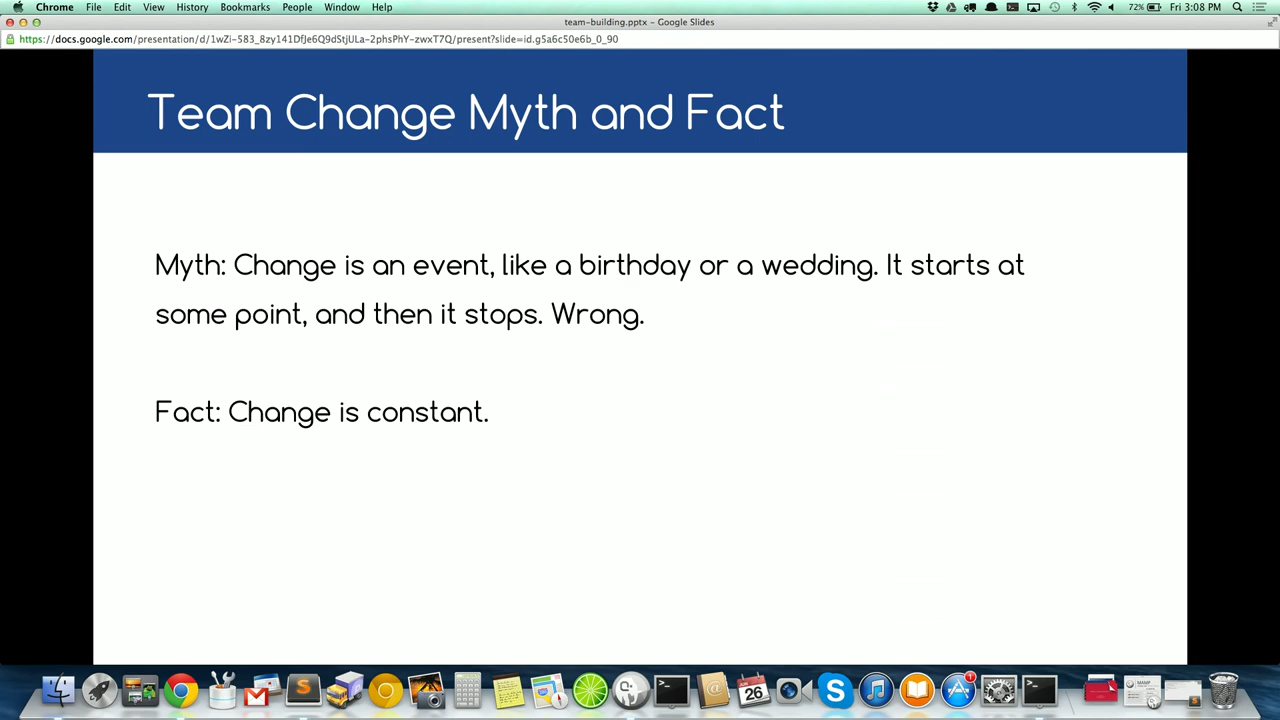 Chrome File Edit View History Bookmarks People Window Help 72% Fri 3:08 PM
team-building.pptx - Google Slides
https://docs.google.com/presentation/d/1wZi-583_8zy141DfJe6Q9dStjULa-2phsPhY-zwxT7Q/present?slide=id.g5a6c50e6b_0_90
Team Change Myth and Fact
Myth: Change is an event, like a birthday or a wedding. It starts at
some point, and then it stops. Wrong.
Fact: Change is constant.
26
1